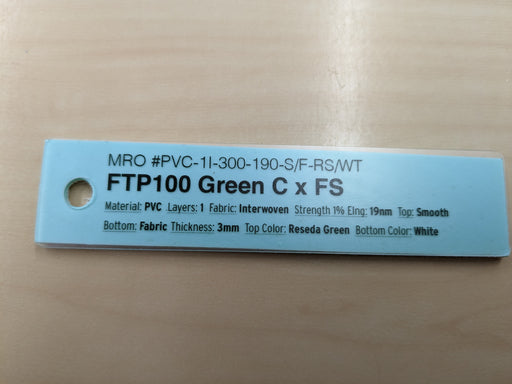 MRO #PVC-1I-300-190-S/F-RS/WT
FTP100 Green C x FS
Material: PVC Layers: 1 Fabric: Interwoven Strength 1% Elng: 19nm Top: Smooth
Bottom: Fabric Thickness: 3mm Top Color: Reseda Green Bottom Color: White